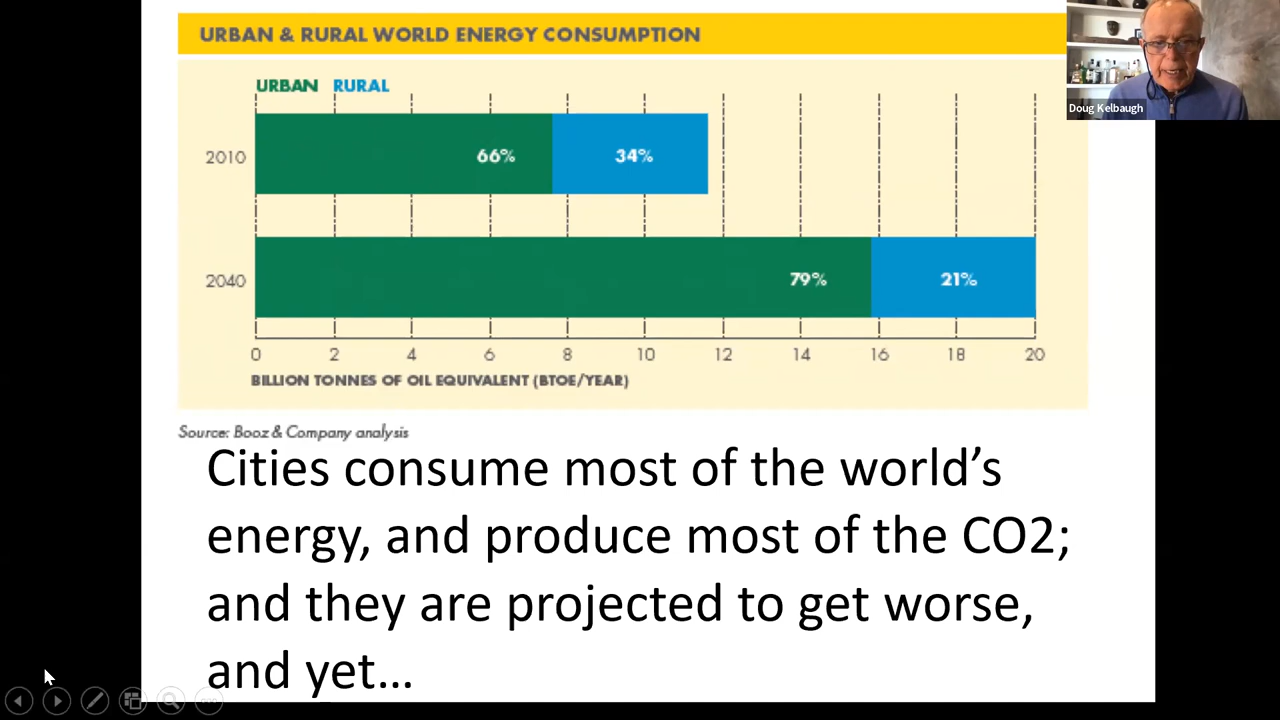 URBAN & RURAL WORLD ENERGY CONSUMPTION
Doug Kelbaugh
URBAN RURAL
2010 66% 34%
2040 79% 21%
0 2 4 6 8 10 12 14 16 18 20
BILLION TONNES OF OIL EQUIVALENT (BTOE/YEAR)
Source: Booz & Company analysis
Cities consume most of the world’s
energy, and produce most of the CO2;
and they are projected to get worse,
and yet...